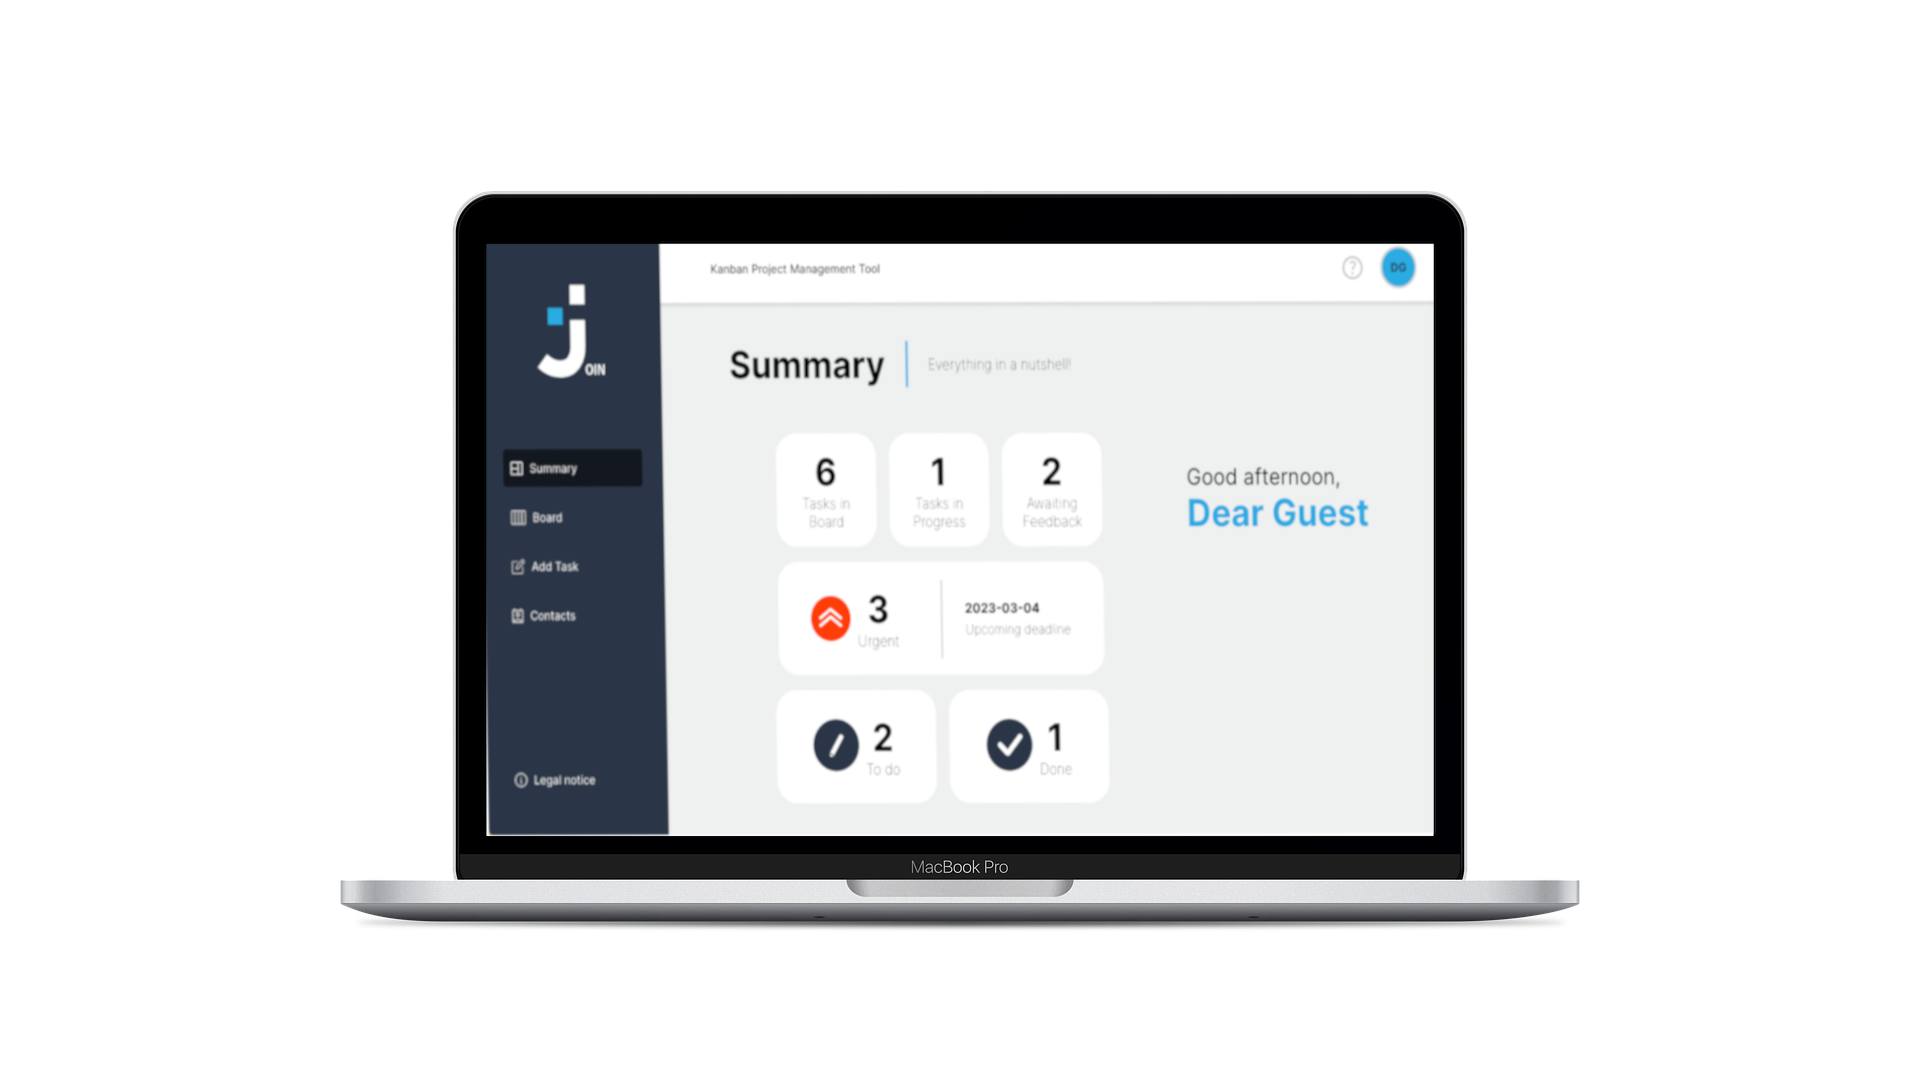 JOIN
Kanban Project Management Tool
?
DG
Summary
Everything in a nutshell!
Summary
Board
Add Task
Contacts
Legal notice
6
Tasks in
Board
1
Tasks in
Progress
2
Awaiting
Feedback
Good afternoon,
Dear Guest
3
Urgent
2023-03-04
Upcoming deadline
2
To do
1
Done
MacBook Pro